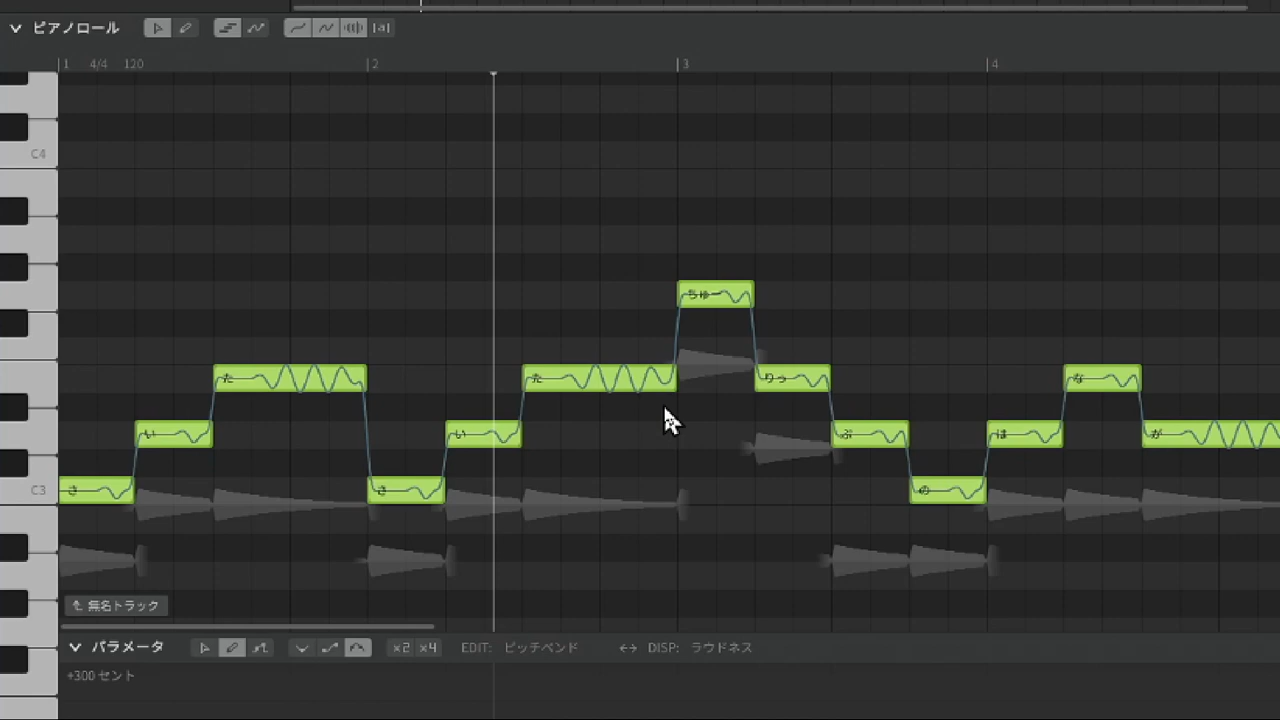 ピアノロール [a]
1 4/4 120 2 3 4
C4
ちゅー
た た りっ な
い い ぷ は が
C3 さ さ の
無名トラック
パラメータ x2 x4 EDIT: ピッチベンド ↔ DISP: ラウドネス
+300 セント